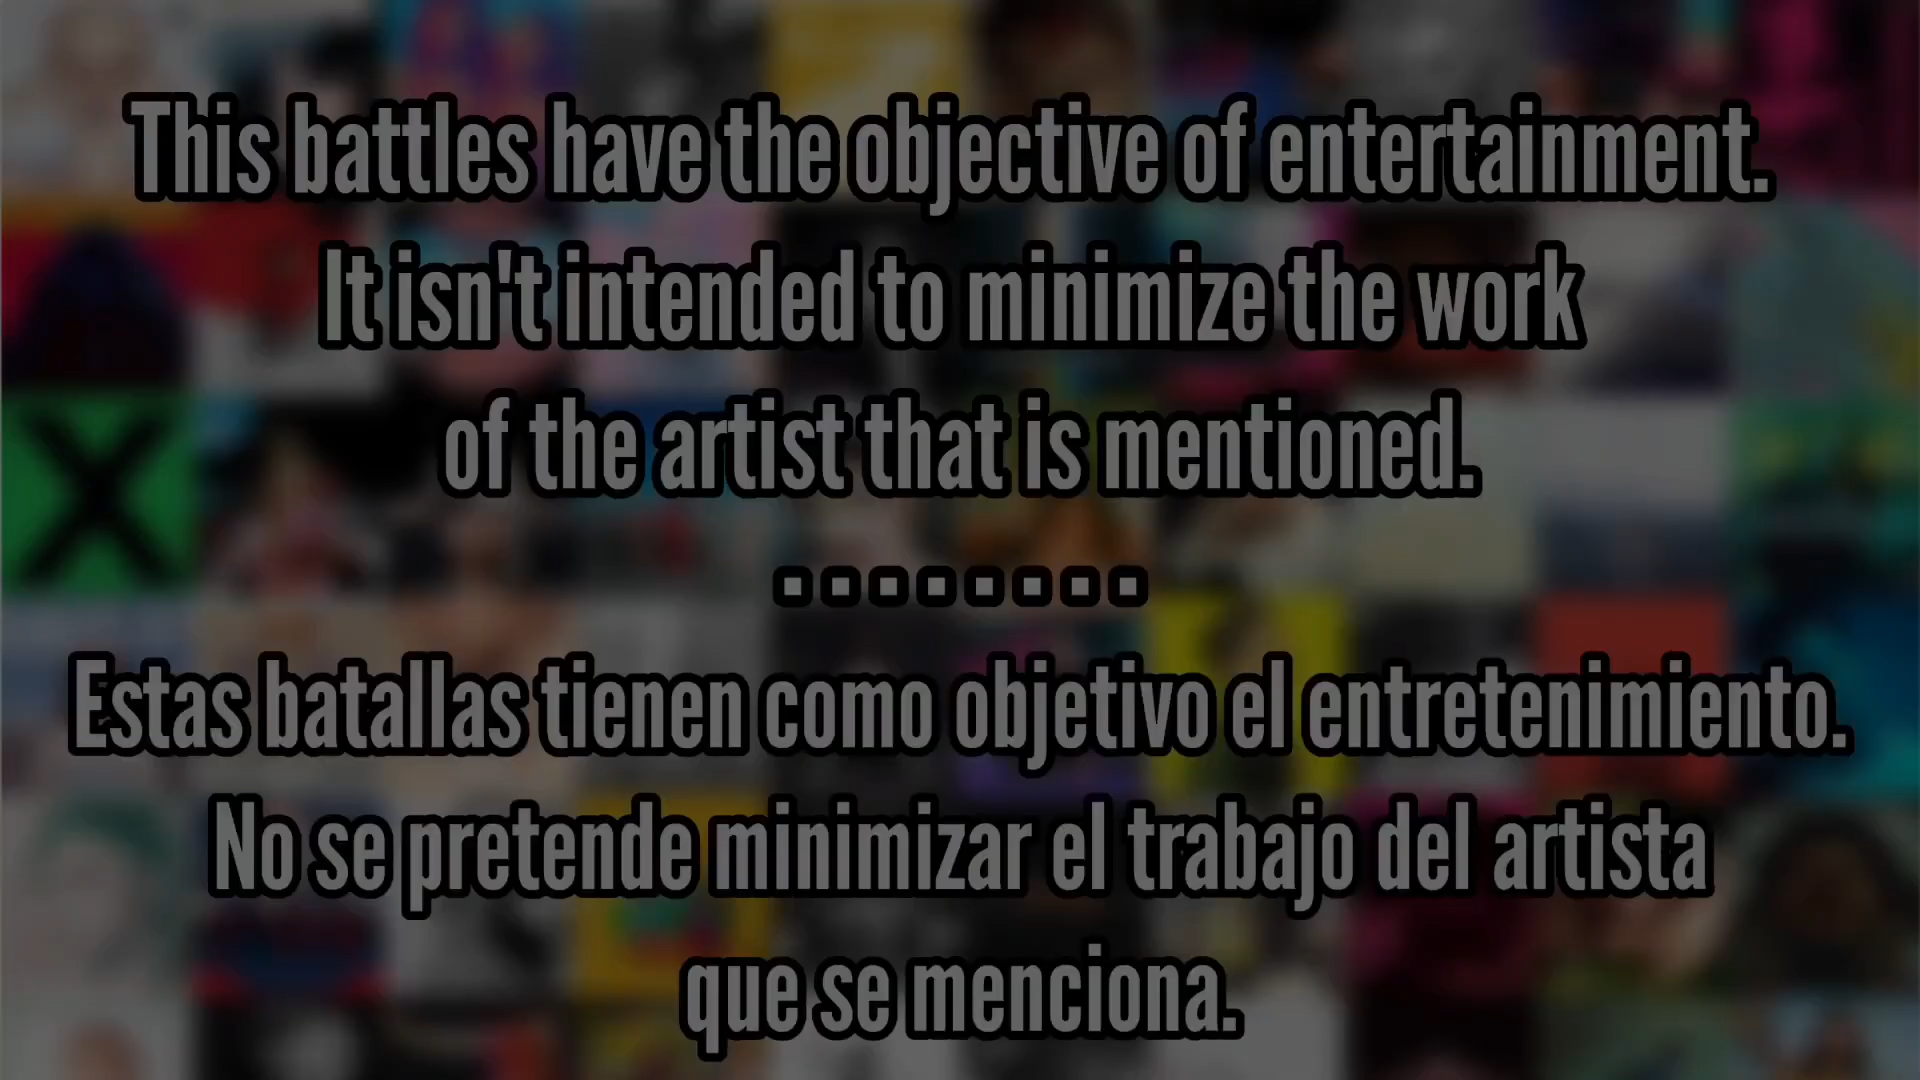 This battles have the objective of entertainment.
It isn't intended to minimize the work
of the artist that is mentioned.
........
Estas batallas tienen como objetivo el entretenimiento.
No se pretende minimizar el trabajo del artista
que se menciona.